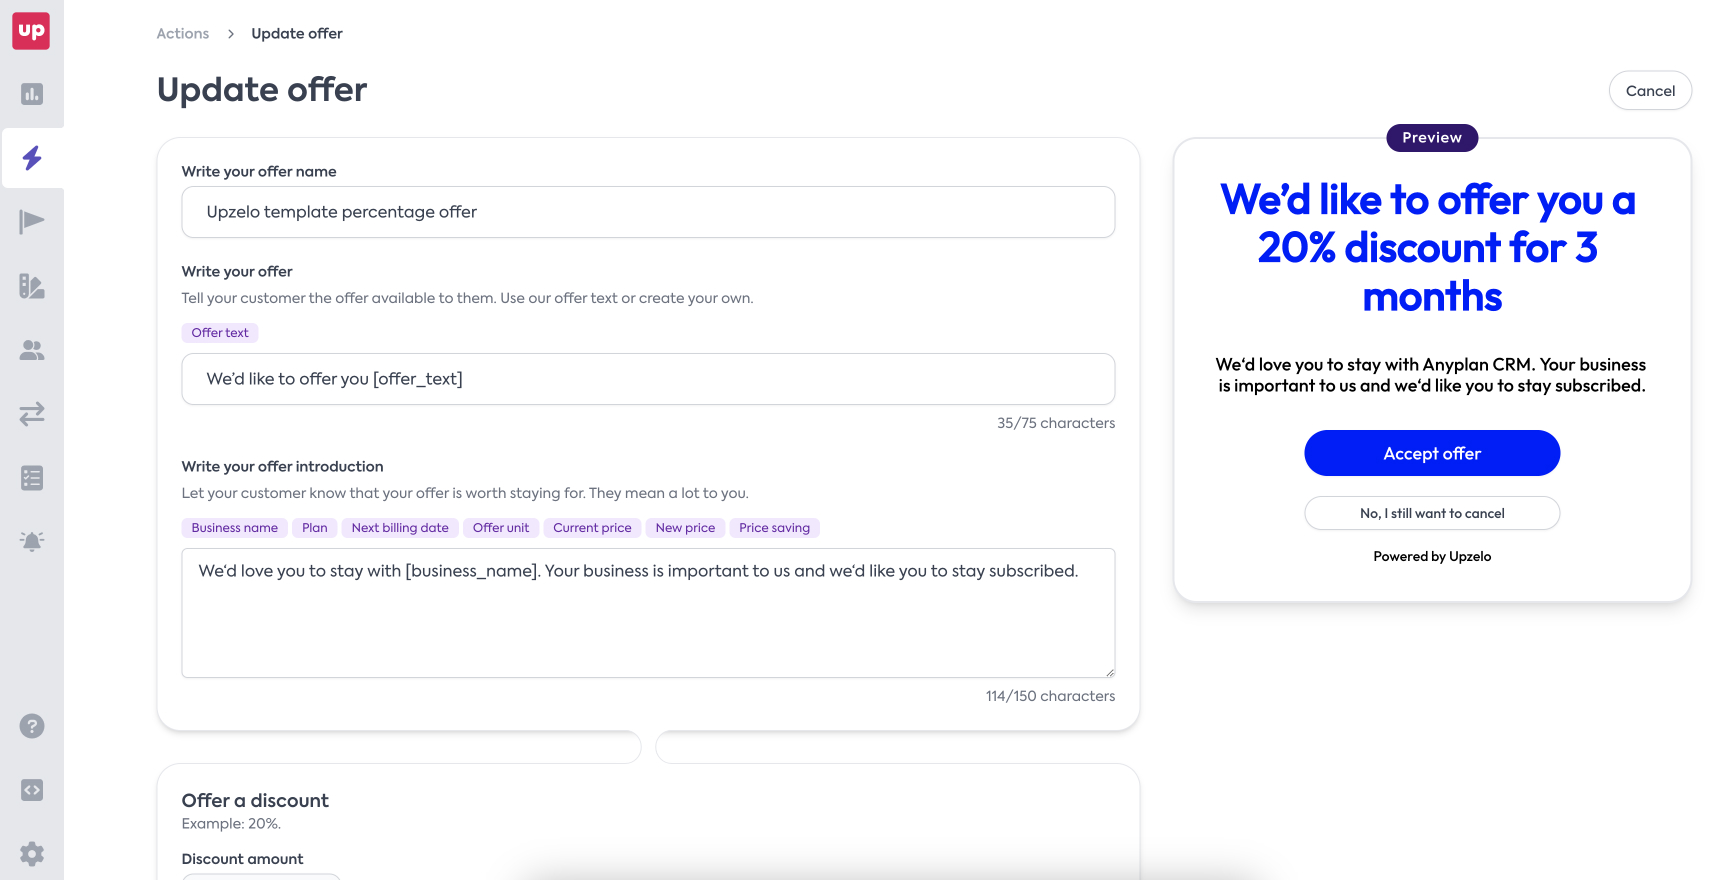 up
Actions > Update offer
Update offer
Cancel
Write your offer name
Upzelo template percentage offer
Write your offer
Tell your customer the offer available to them. Use our offer text or create your own.
Offer text
We’d like to offer you [offer_text]
35/75 characters
Write your offer introduction
Let your customer know that your offer is worth staying for. They mean a lot to you.
Business name Plan Next billing date Offer unit Current price New price Price saving
We‘d love you to stay with [business_name]. Your business is important to us and we‘d like you to stay subscribed.
114/150 characters
Offer a discount
Example: 20%.
Discount amount
Preview
We’d like to offer you a
20% discount for 3
months
We‘d love you to stay with Anyplan CRM. Your business
is important to us and we‘d like you to stay subscribed.
Accept offer
No, I still want to cancel
Powered by Upzelo